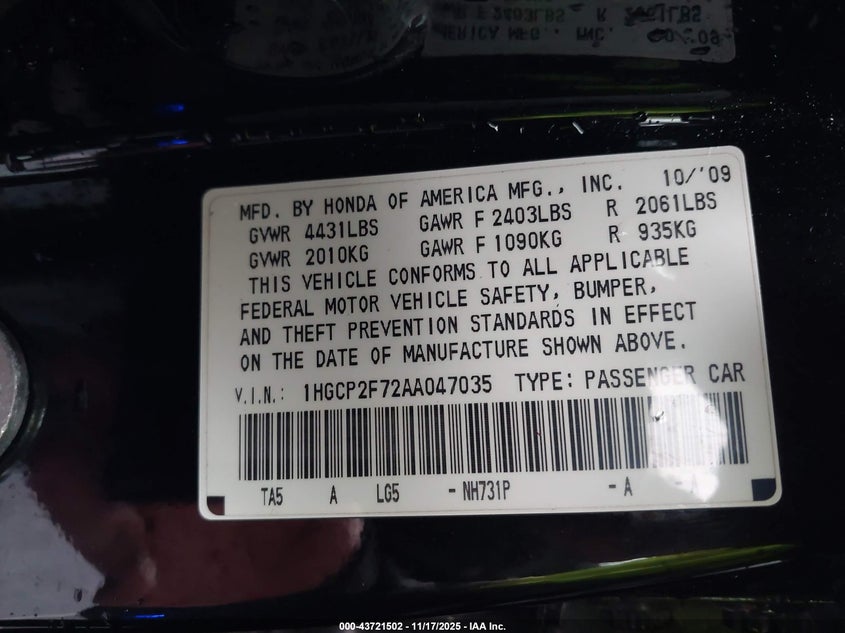 MFD. BY HONDA OF AMERICA MFG., INC. 10/'09
GVWR 4431LBS GAWR F 2403LBS R 2061LBS
GVWR 2010KG GAWR F 1090KG R 935KG
THIS VEHICLE CONFORMS TO ALL APPLICABLE
FEDERAL MOTOR VEHICLE SAFETY, BUMPER,
AND THEFT PREVENTION STANDARDS IN EFFECT
ON THE DATE OF MANUFACTURE SHOWN ABOVE.
V.I.N.: 1HGCP2F72AA047035 TYPE: PASSENGER CAR
TA5 A LG5 - NH731P - A - A
000-43721502 - 11/17/2025 - IAA Inc.